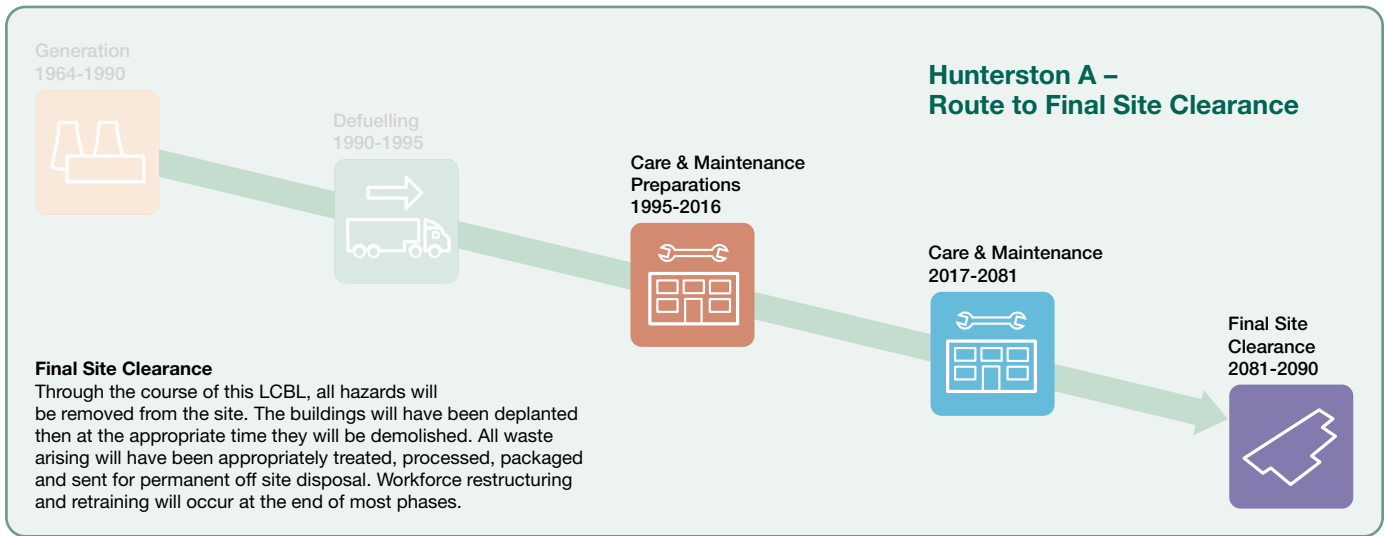 Generation
1964-1990
Defuelling
1990-1995
Care & Maintenance
Preparations
1995-2016
Care & Maintenance
2017-2081
Final Site
Clearance
2081-2090
Hunterston A –
Route to Final Site Clearance
Final Site Clearance
Through the course of this LCBL, all hazards will
be removed from the site. The buildings will have been deplanted
then at the appropriate time they will be demolished. All waste
arising will have been appropriately treated, processed, packaged
and sent for permanent off site disposal. Workforce restructuring
and retraining will occur at the end of most phases.